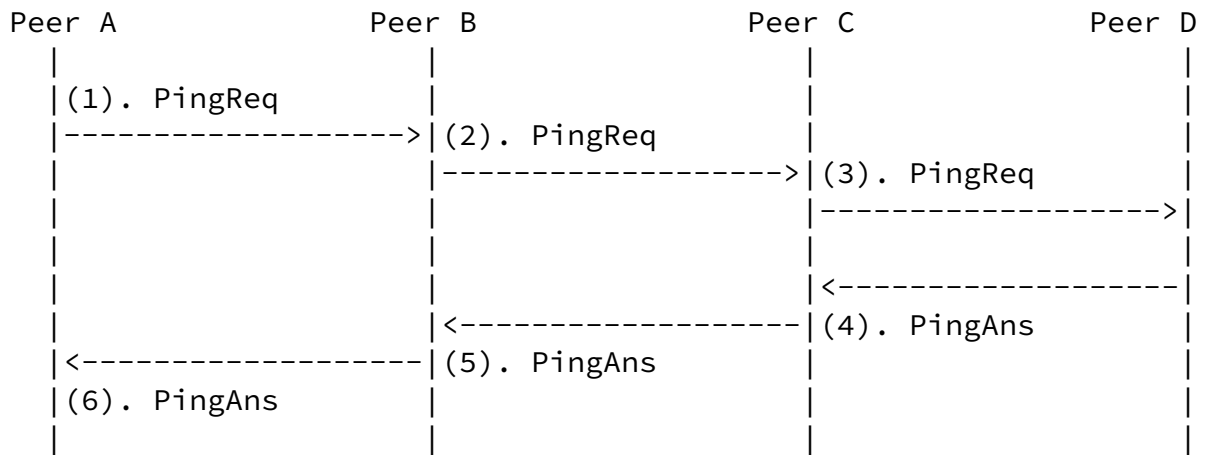 Peer A Peer B Peer C Peer D
(1). PingReq
(2). PingReq
(3). PingReq
(4). PingAns
(5). PingAns
(6). PingAns